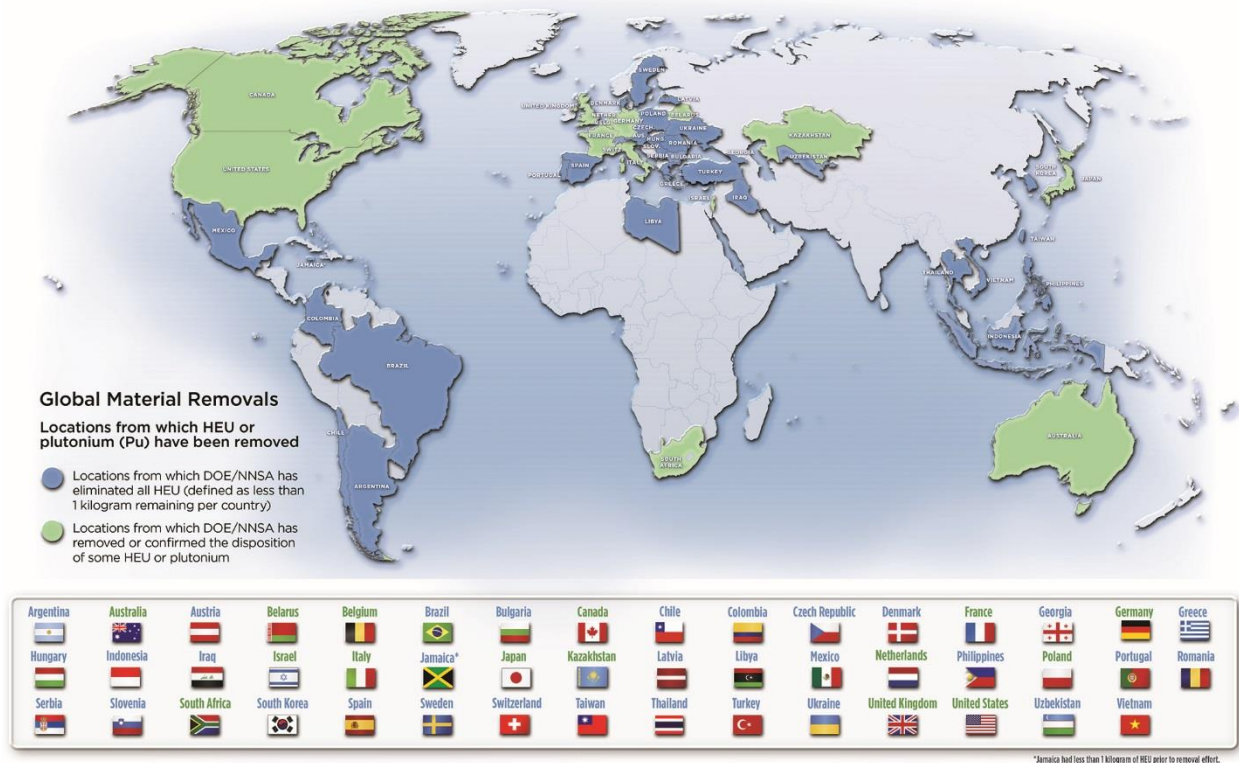 CANADA
UNITED STATES
MEXICO
JAMAICA*
COLOMBIA
BRAZIL
CHILE
ARGENTINA
SWEDEN
LATVIA
UNITED KINGDOM
DENMARK
POLAND
BELARUS
GERMANY
CZECH
UKRAINE
FRANCE
AUS.
HUNG.
ROMANIA
SWITZ.
SLOV.
SERBIA
BULGARIA
GEORGIA
ITALY
SPAIN
PORTUGAL
GREECE
TURKEY
ISRAEL
IRAQ
LIBYA
KAZAKHSTAN
UZBEKISTAN
SOUTH
KOREA
JAPAN
TAIWAN
THAILAND
VIETNAM
PHILIPPINES
INDONESIA
AUSTRALIA
SOUTH
AFRICA
Global Material Removals
Locations from which HEU or
plutonium (Pu) have been removed
Locations from which DOE/NNSA has
eliminated all HEU (defined as less than
1 kilogram remaining per country)
Locations from which DOE/NNSA has
removed or confirmed the disposition
of some HEU or plutonium
Argentina Australia Austria Belarus Belgium Brazil Bulgaria Canada Chile Colombia Czech Republic Denmark France Georgia Germany Greece
Hungary Indonesia Iraq Israel Italy Jamaica* Japan Kazakhstan Latvia Libya Mexico Netherlands Philippines Poland Portugal Romania
Serbia Slovenia South Africa South Korea Spain Sweden Switzerland Taiwan Thailand Turkey Ukraine United Kingdom United States Uzbekistan Vietnam
*Jamaica had less than 1 kilogram of HEU prior to removal effort.